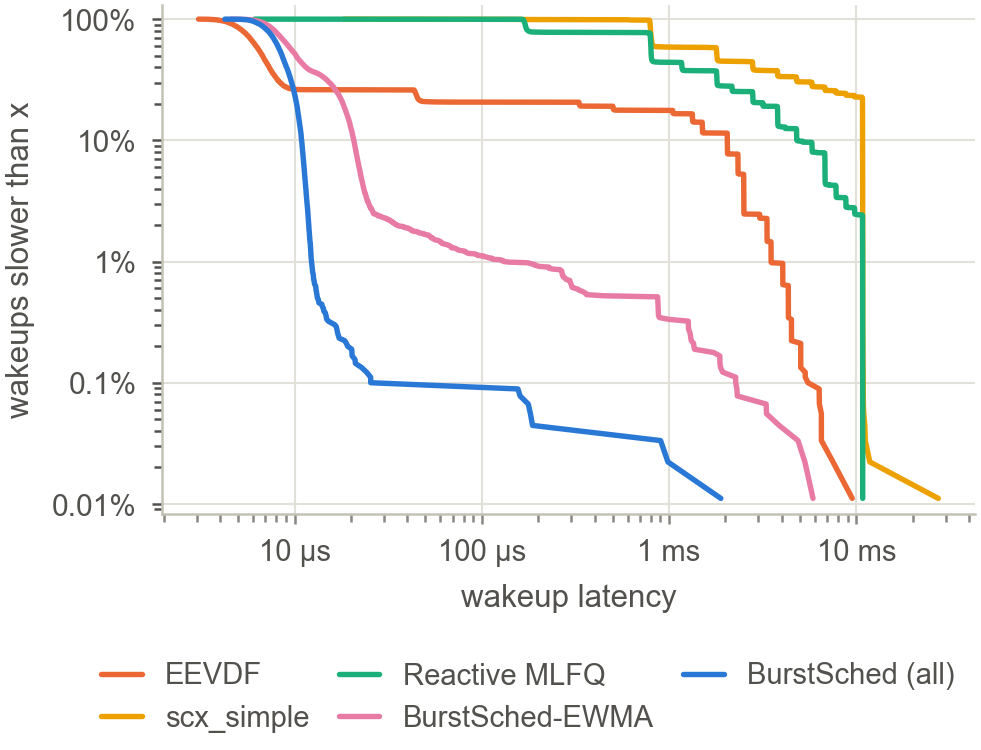 wakeups slower than x
100%
10%
1%
0.1%
0.01%
10 µs
100 µs
1 ms
10 ms
wakeup latency
EEVDF
Reactive MLFQ
BurstSched (all)
scx_simple
BurstSched-EWMA